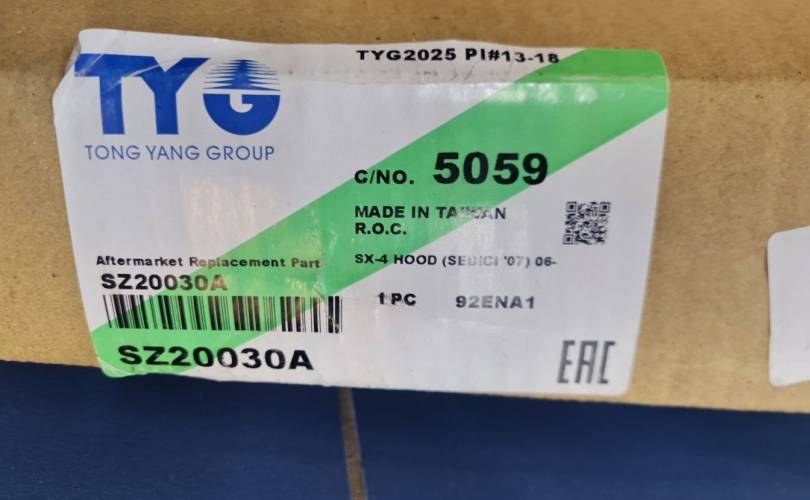 TYG2025 PI#13-18
TYG
TONG YANG GROUP
C/NO. 5059
MADE IN TAIWAN
R.O.C.
Aftermarket Replacement Part
SX-4 HOOD (SEDICI '07) 06-
SZ20030A
1 PC 92ENA1
SZ20030A
EAC